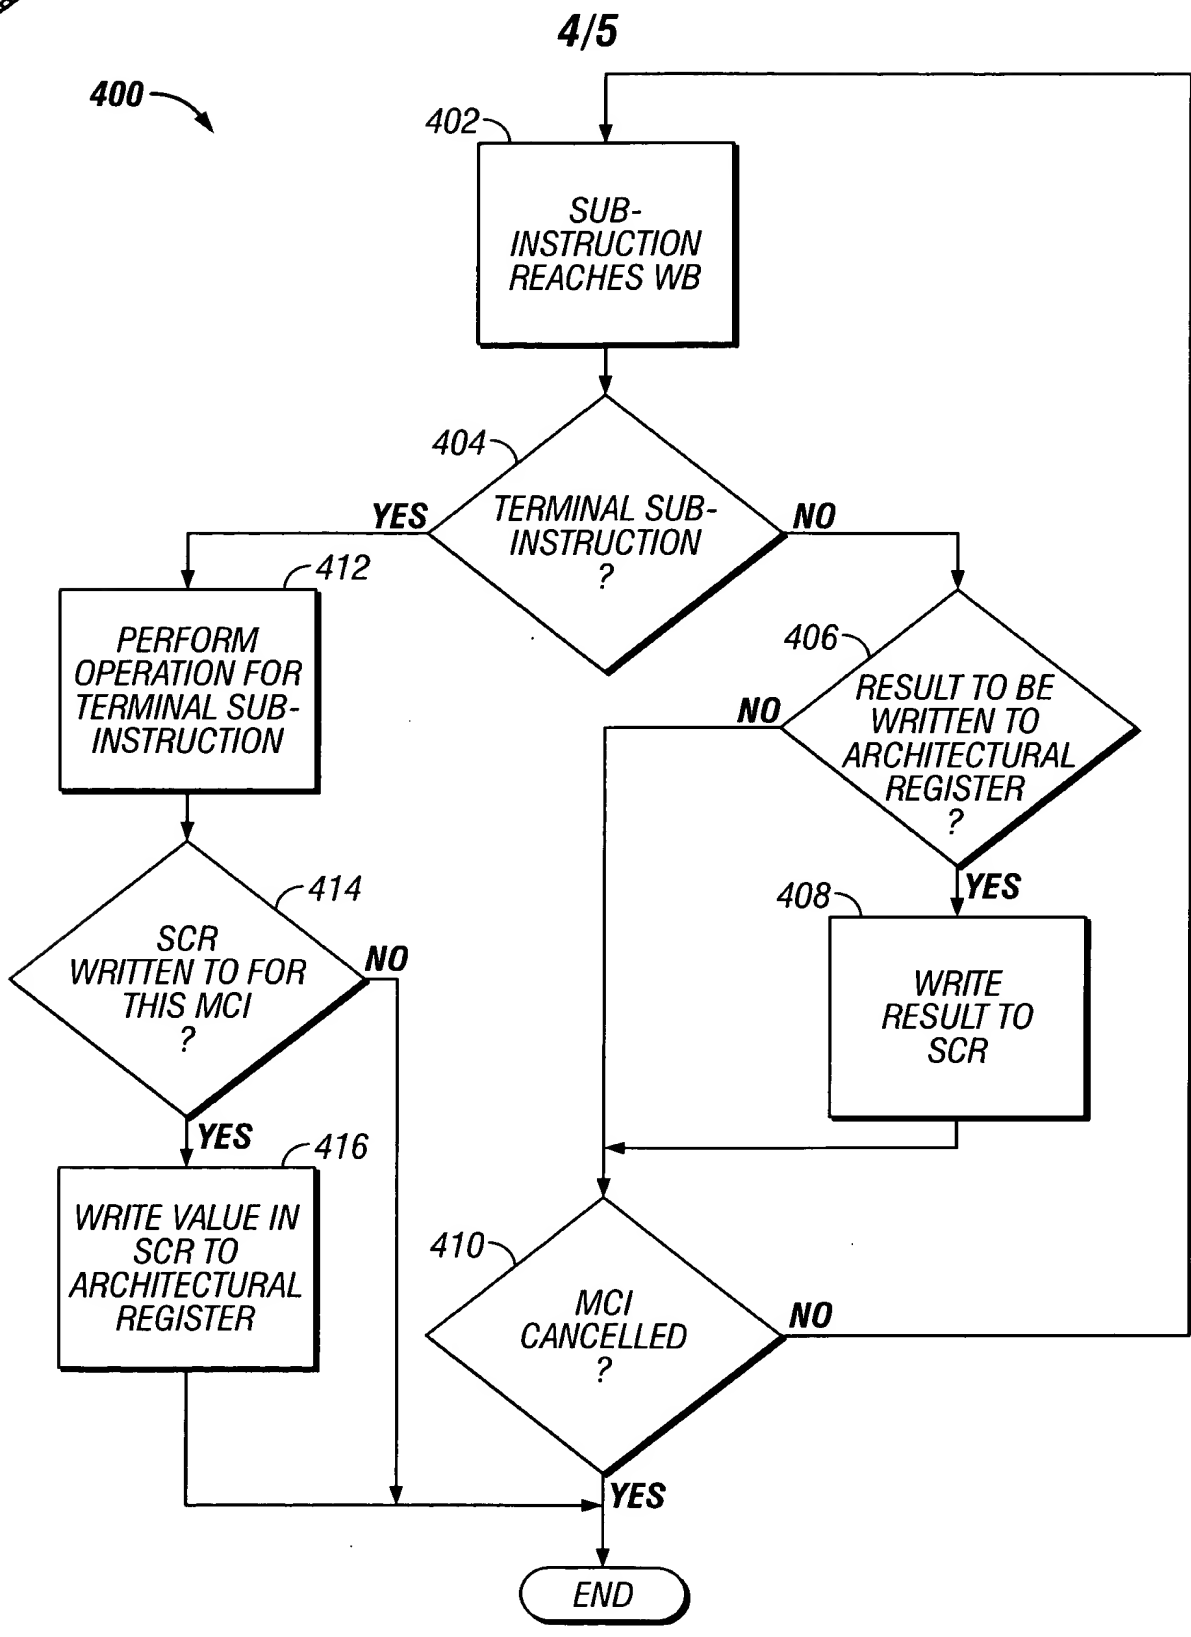 4/5
400
402
SUB-
INSTRUCTION
REACHES WB
404
TERMINAL SUB-
INSTRUCTION
?
YES
NO
412
PERFORM
OPERATION FOR
TERMINAL SUB-
INSTRUCTION
406
RESULT TO BE
WRITTEN TO
ARCHITECTURAL
REGISTER
?
NO
YES
414
SCR
WRITTEN TO FOR
THIS MCI
?
NO
YES
408
WRITE
RESULT TO
SCR
416
WRITE VALUE IN
SCR TO
ARCHITECTURAL
REGISTER
410
MCI
CANCELLED
?
NO
YES
END